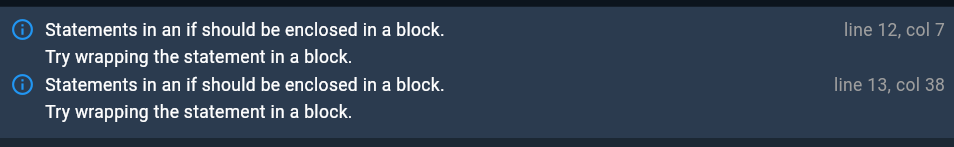 Statements in an if should be enclosed in a block. line 12, col 7
Try wrapping the statement in a block.
Statements in an if should be enclosed in a block. line 13, col 38
Try wrapping the statement in a block.